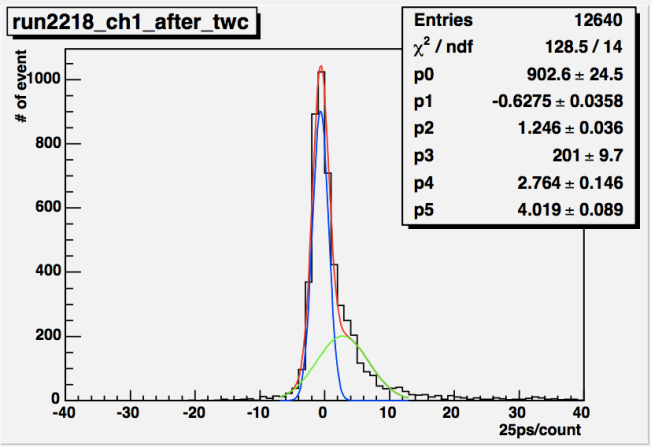 run2218_ch1_after_twc
Entries 12640
χ² / ndf 128.5 / 14
p0 902.6 ± 24.5
p1 -0.6275 ± 0.0358
p2 1.246 ± 0.036
p3 201 ± 9.7
p4 2.764 ± 0.146
p5 4.019 ± 0.089
# of event
1000
800
600
400
200
0
-40 -30 -20 -10 0 10 20 30 40
25ps/count